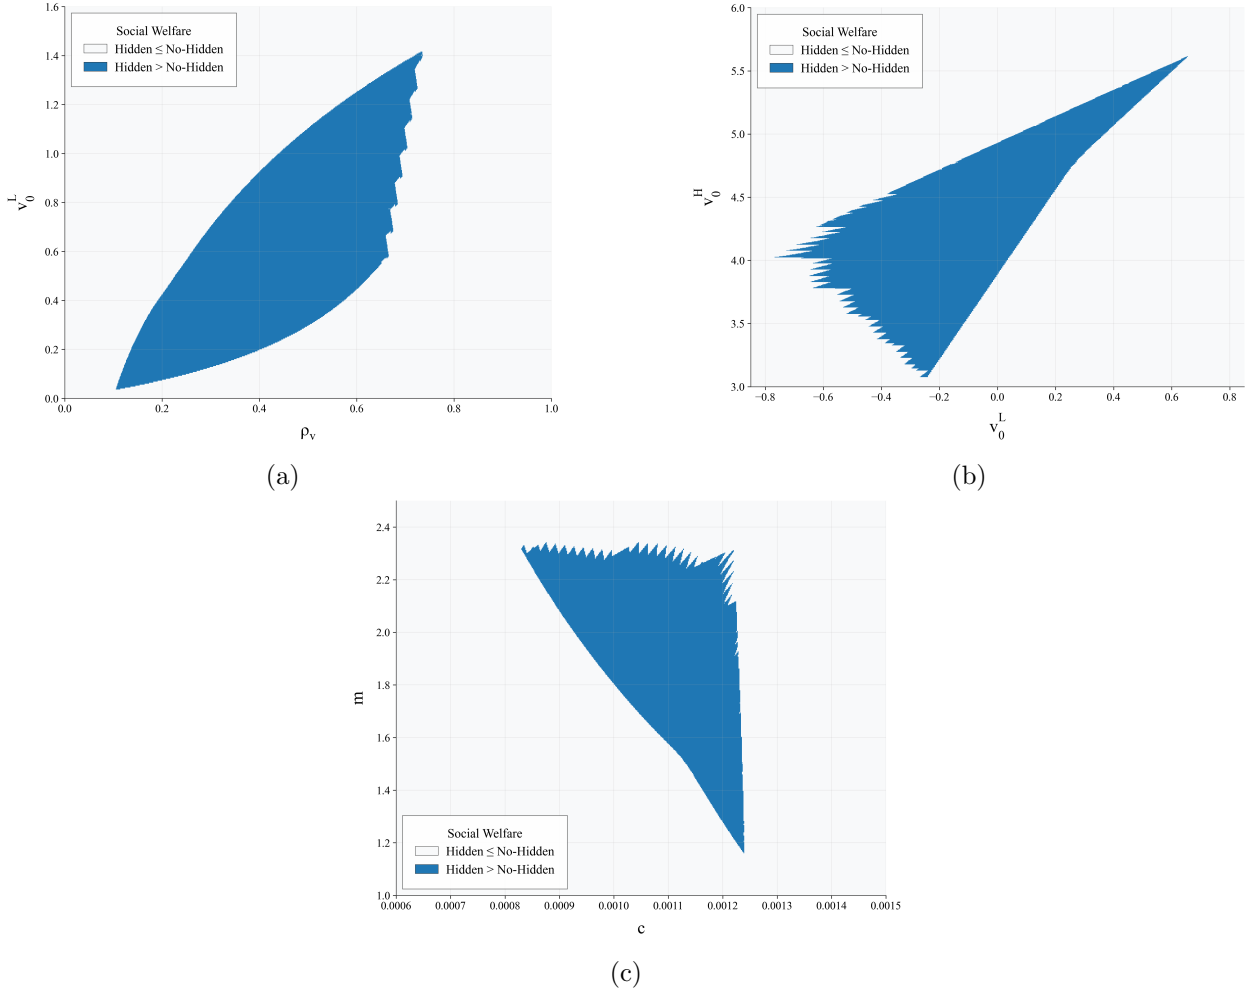 1.6
1.4
1.2
1.0
0.8
0.6
0.4
0.2
0.0
v₀ᴸ
Social Welfare
Hidden ≤ No-Hidden
Hidden > No-Hidden
0.0 0.2 0.4 0.6 0.8 1.0
ρᵥ
(a)
6.0
5.5
5.0
4.5
4.0
3.5
3.0
v₀ᴴ
Social Welfare
Hidden ≤ No-Hidden
Hidden > No-Hidden
−0.8 −0.6 −0.4 −0.2 0.0 0.2 0.4 0.6 0.8
v₀ᴸ
(b)
2.4
2.2
2.0
1.8
1.6
1.4
1.2
1.0
m
Social Welfare
Hidden ≤ No-Hidden
Hidden > No-Hidden
0.0006 0.0007 0.0008 0.0009 0.0010 0.0011 0.0012 0.0013 0.0014 0.0015
c
(c)